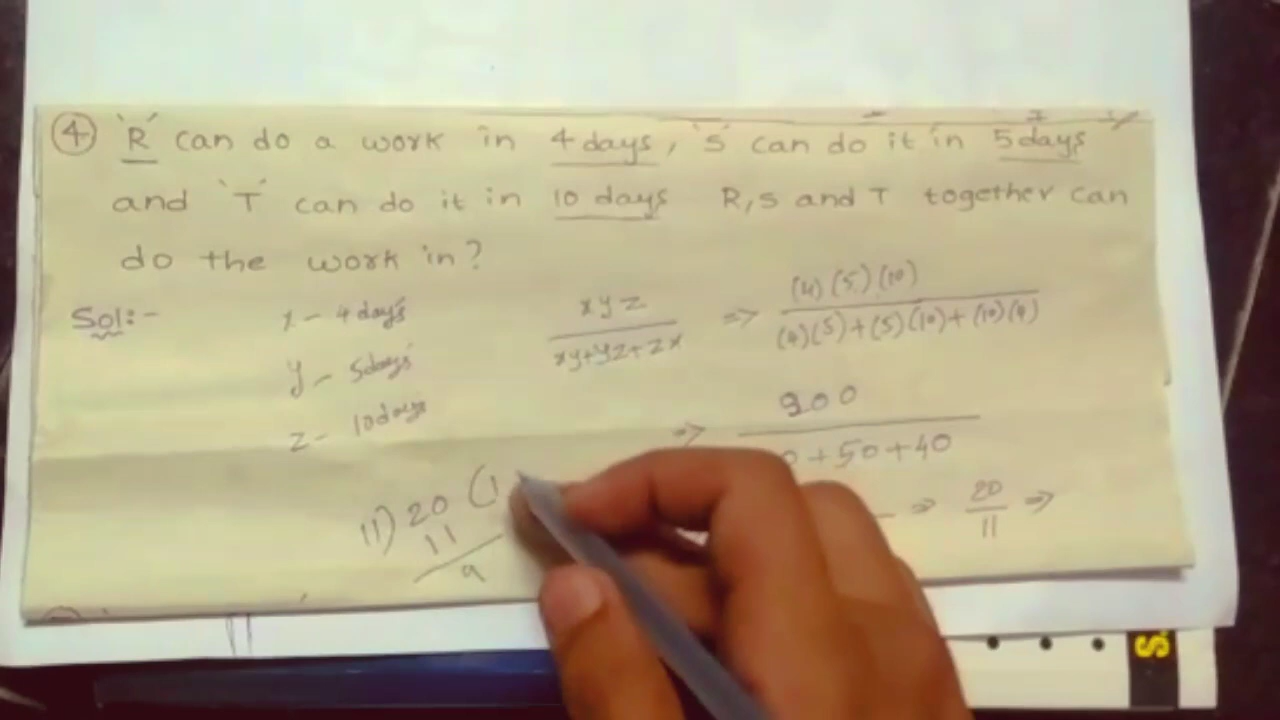 ④ 'R' can do a work in 4 days, 'S' can do it in 5 days
and 'T' can do it in 10 days R, S and T together can
do the work in?
Sol:-
x - 4 days
y - 5 days
z - 10 days
xyz
xy+yz+zx
=> (4)(5)(10)
(4)(5)+(5)(10)+(10)(4)
=> 200
0+50+40
=> 20
11 =>
11) 20 (1
11
9
S.